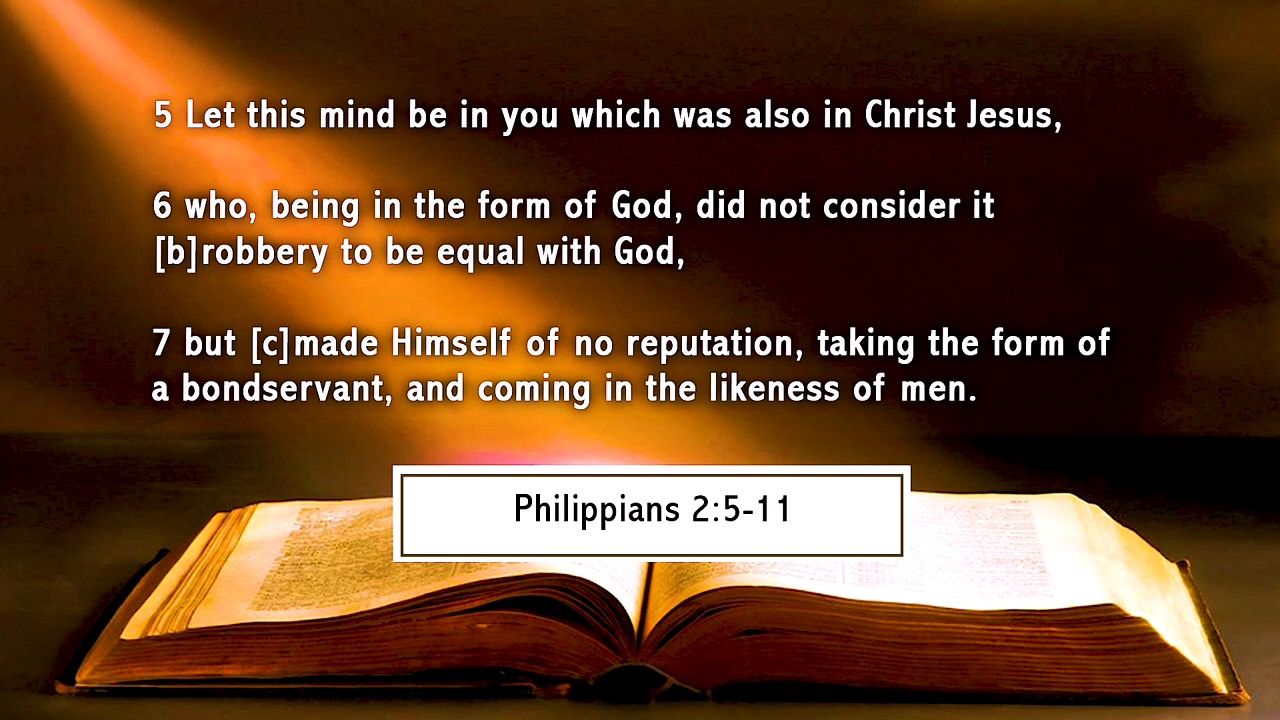 5 Let this mind be in you which was also in Christ Jesus,
6 who, being in the form of God, did not consider it
[b]robbery to be equal with God,
7 but [c]made Himself of no reputation, taking the form of
a bondservant, and coming in the likeness of men.
Philippians 2:5-11